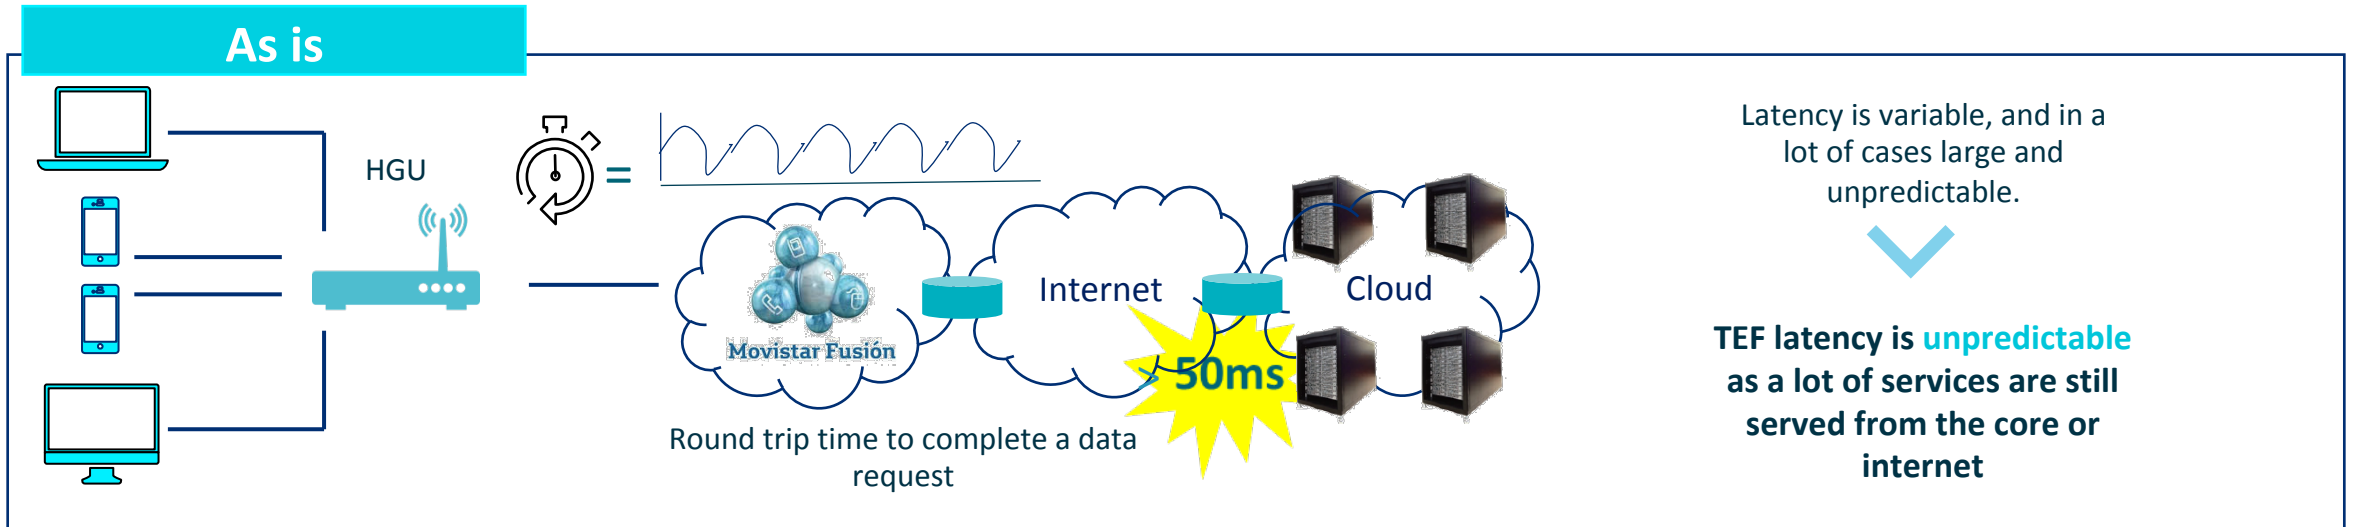 As is
HGU
=
Latency is variable, and in a
lot of cases large and
unpredictable.
Internet
Cloud
Movistar Fusión
> 50ms
Round trip time to complete a data
request
TEF latency is unpredictable
as a lot of services are still
served from the core or
internet